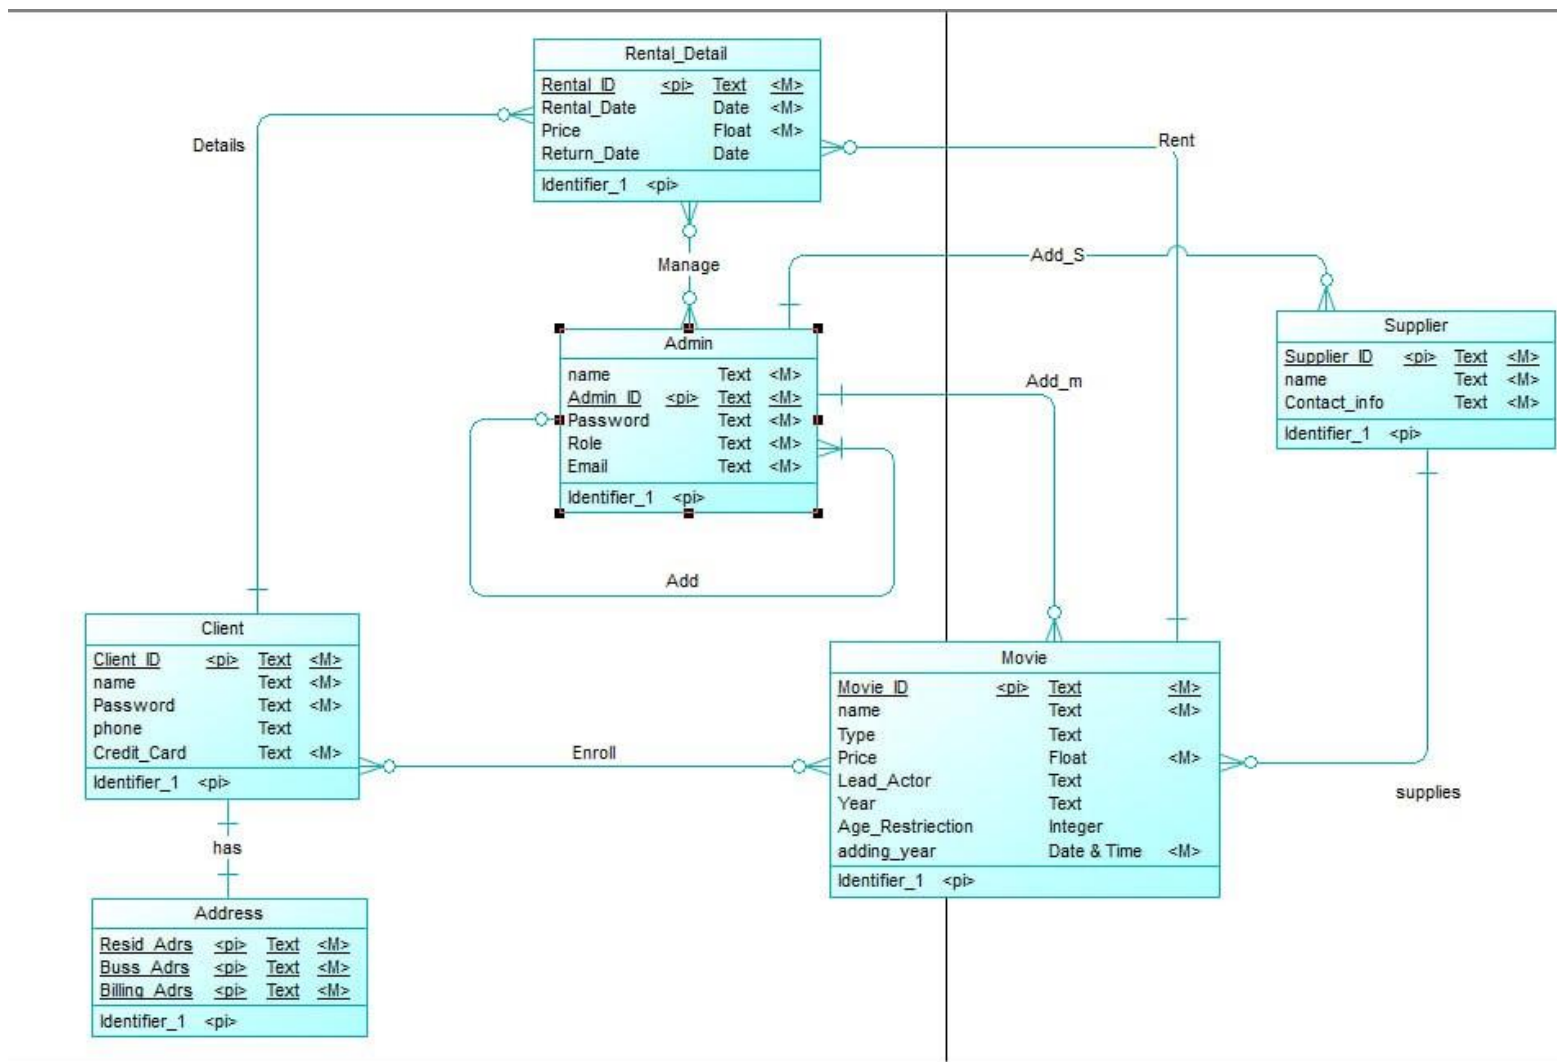 Rental_Detail
Rental_ID <pi> Text <M>
Rental_Date Date <M>
Price Float <M>
Return_Date Date
Identifier_1 <pi>
Details
Rent
Manage
Add_S
Supplier
Supplier_ID <pi> Text <M>
name Text <M>
Contact_info Text <M>
Identifier_1 <pi>
Admin
name Text <M>
Admin_ID <pi> Text <M>
Password Text <M>
Role Text <M>
Email Text <M>
Identifier_1 <pi>
Add_m
Add
Client
Client_ID <pi> Text <M>
name Text <M>
Password Text <M>
phone Text
Credit_Card Text <M>
Identifier_1 <pi>
Enroll
Movie
Movie_ID <pi> Text <M>
name Text <M>
Type Text
Price Float <M>
Lead_Actor Text
Year Text
Age_Restriection Integer
adding_year Date & Time <M>
Identifier_1 <pi>
supplies
has
Address
Resid_Adrs <pi> Text <M>
Buss_Adrs <pi> Text <M>
Billing_Adrs <pi> Text <M>
Identifier_1 <pi>